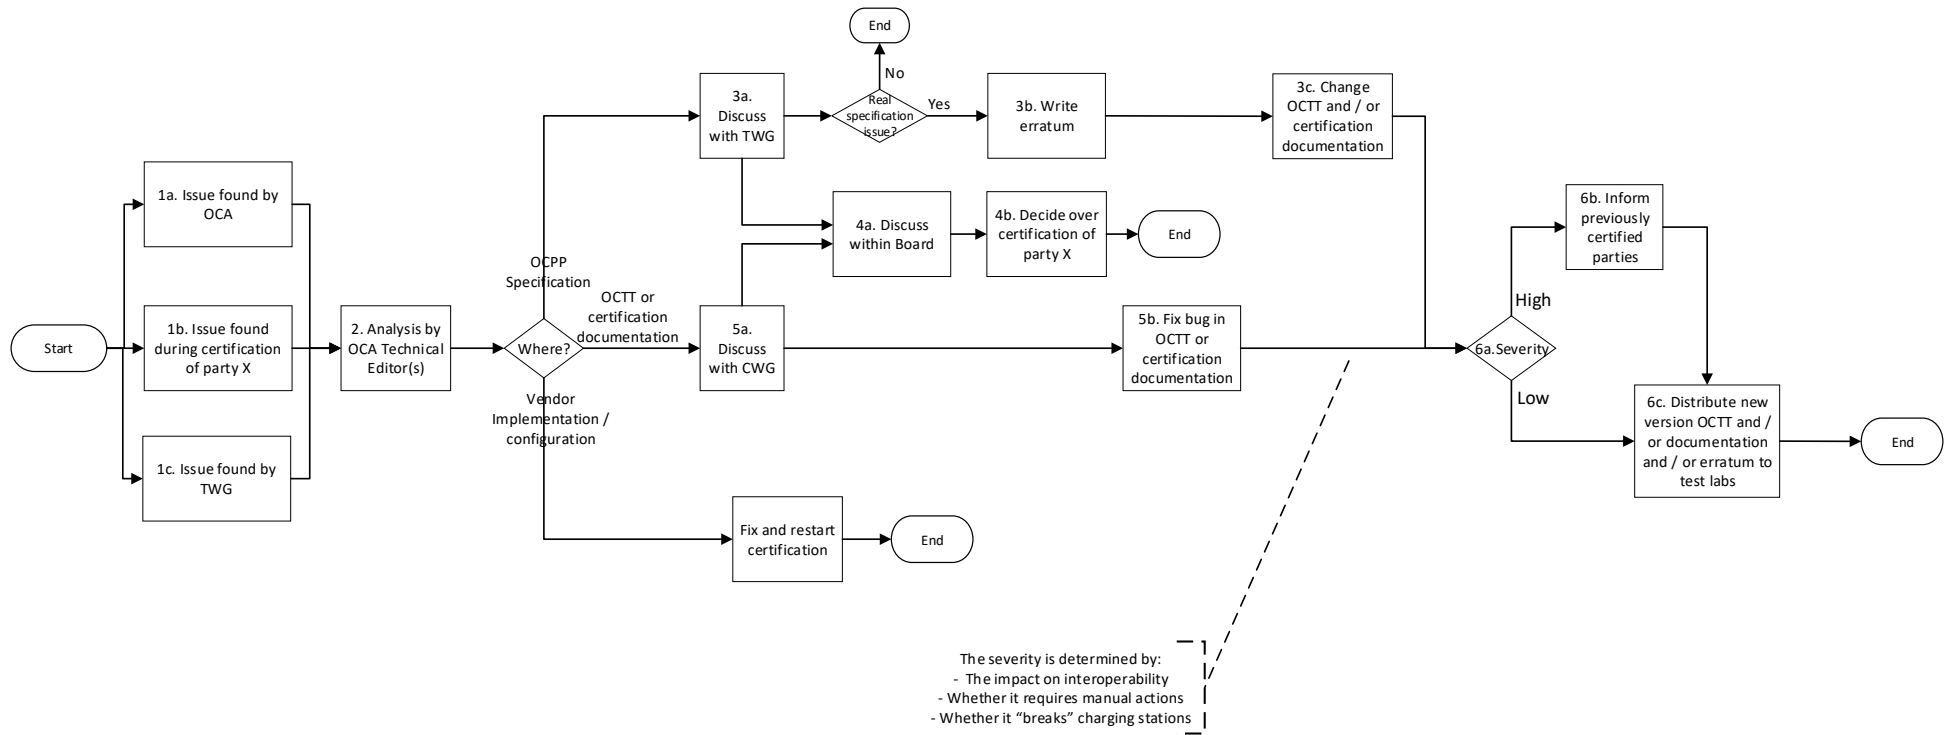 End
No
3a.
Discuss
with TWG
Real
specification
issue?
Yes
3b. Write
erratum
3c. Change
OCTT and / or
certification
documentation
1a. Issue found by
OCA
4a. Discuss
within Board
4b. Decide over
certification of
party X
End
6b. Inform
previously
certified
parties
OCPP
Specification
OCTT or
certification
documentation
High
Start
1b. Issue found
during certification
of party X
2. Analysis by
OCA Technical
Editor(s)
Where?
5a.
Discuss
with CWG
5b. Fix bug in
OCTT or
certification
documentation
6a.Severity
Low
Vendor
Implementation /
configuration
6c. Distribute new
version OCTT and /
or documentation
and / or erratum to
test labs
End
1c. Issue found by
TWG
Fix and restart
certification
End
The severity is determined by:
- The impact on interoperability
- Whether it requires manual actions
- Whether it “breaks” charging stations